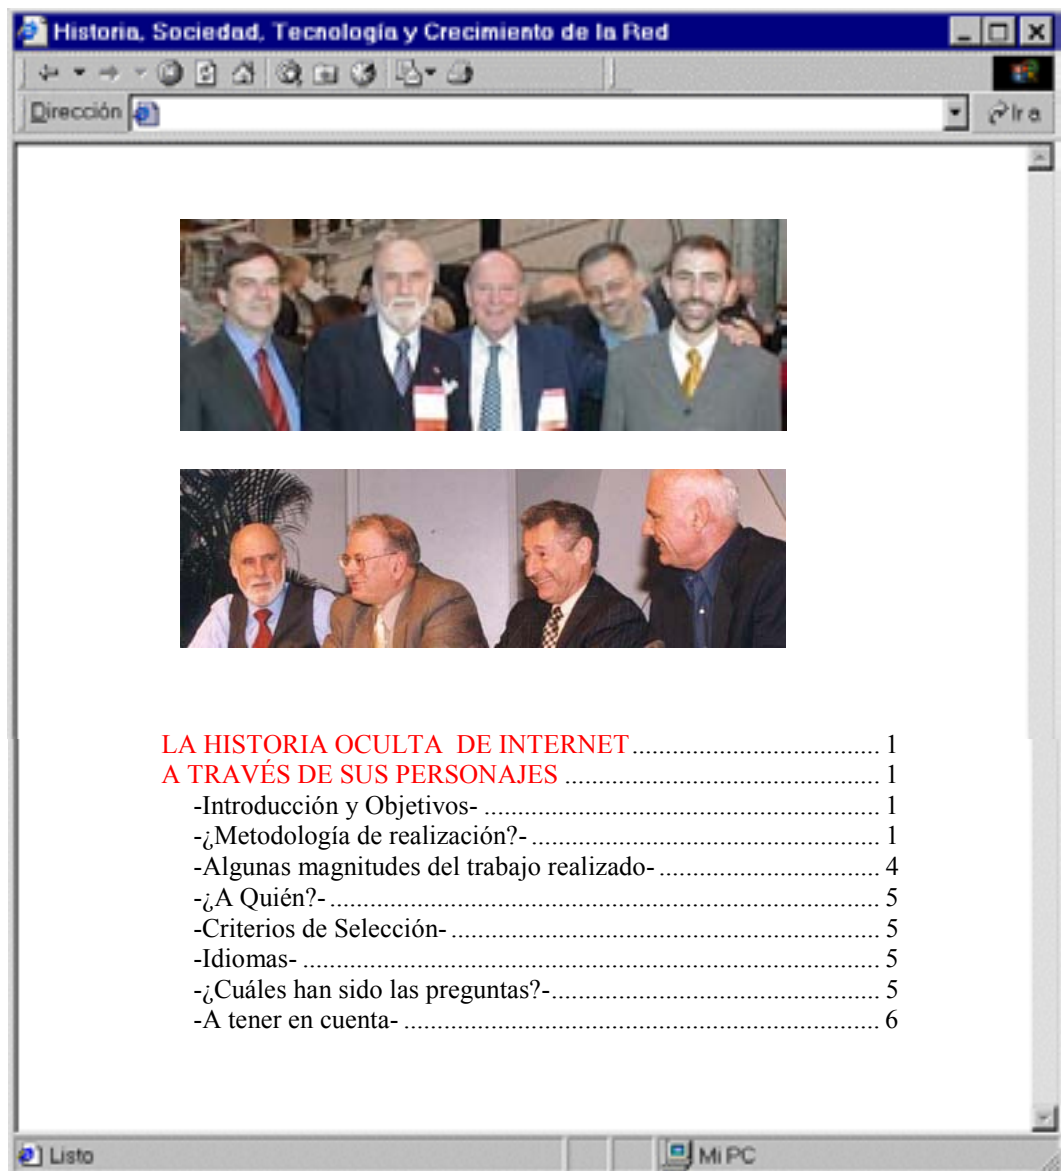 Historia, Sociedad, Tecnología y Crecimiento de la Red
Dirección
Ir a
LA HISTORIA OCULTA DE INTERNET..................................... 1
A TRAVÉS DE SUS PERSONAJES ............................................... 1
-Introducción y Objetivos- ........................................................... 1
-¿Metodología de realización?- .................................................... 1
-Algunas magnitudes del trabajo realizado- ................................. 4
-¿A Quién?- .................................................................................. 5
-Criterios de Selección- ................................................................ 5
-Idiomas- ...................................................................................... 5
-¿Cuáles han sido las preguntas?-................................................. 5
-A tener en cuenta- ....................................................................... 6
Listo
Mi PC